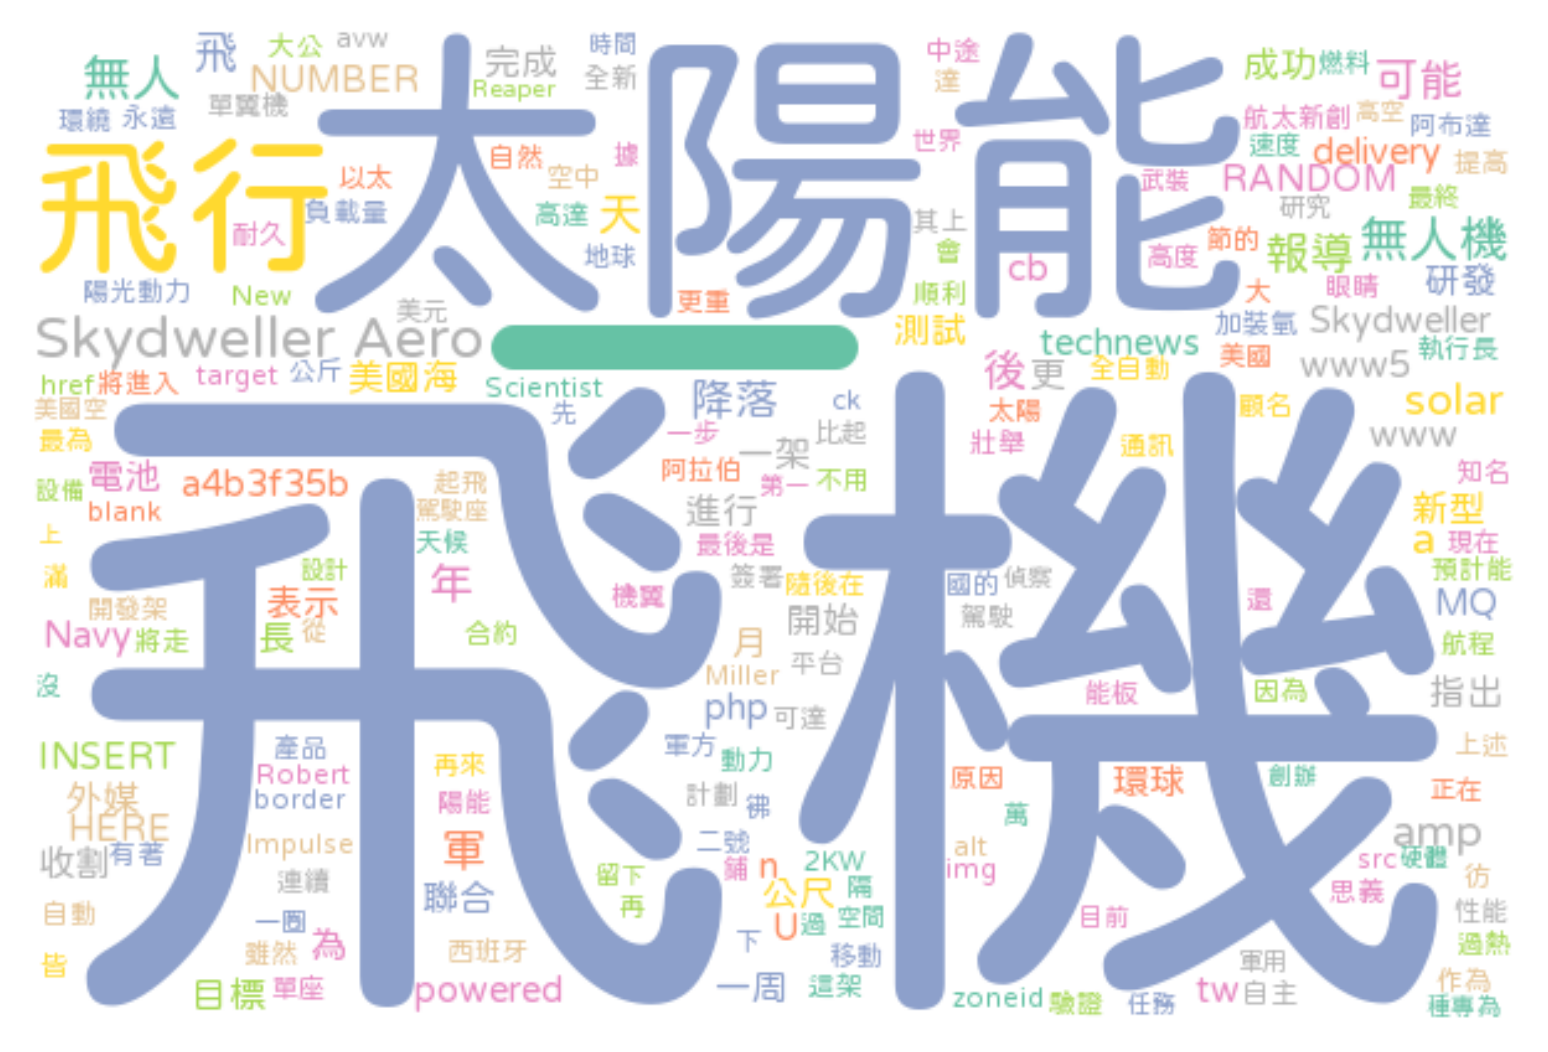 無人 飛 大公 avw 完成 時間 中途 成功 燃料 可能
NUMBER Reaper 全新 達
環繞 永遠 單翼機 航太新創 高空 阿布達
太陽能
飛行 以太 自然 空中 據 世界 速度 delivery 提高
耐久 負載量 高達 天 其上 武裝 RANDOM 研究 最終
地球 會 cb 高度 節的 報導 無人機
陽光動力 New 美元 更重 順利 大 眼睛 研發
Skydweller Aero 測試 technews 加裝氫 Skydweller
href 將進入 target 公斤 美國海 Scientist 後 更 全自動 美國 www5 執行長
美國空 先 降落 ck 太陽 顧名 solar
最為 一步 一架 比起 壯舉 通訊 www
飛機
設備 電池 a4b3f35b 起飛 阿拉伯 第一 不用 知名
blank 駕駛座 進行 新型
上 天候 最後是 a 現在
滿 設計 年 機翼 簽署 隨後在 國的 偵察 預計能
開發架 表示 開始 駕駛 還 MQ
Navy 將走 長 從 合約 月 平台 航程
沒 Miller 能板 因為 指出
php 可達
INSERT 產品 再來 軍方 動力 上述
外媒 Robert 陽能 計劃 佛 原因 環球 創辦 正在
HERE border 萬
收割 有著 Impulse 軍 二號 鋪 n 2KW alt amp
連續 留下 公尺 隔 img src 硬體 彷
自動 一圈 聯合 再 U 過 空間 目前 思義 性能
皆 雖然 為 西班牙 下 移動 軍用 過熱
目標 單座 powered 一周 這架 zoneid 驗證 任務 tw 自主 作為
種專為